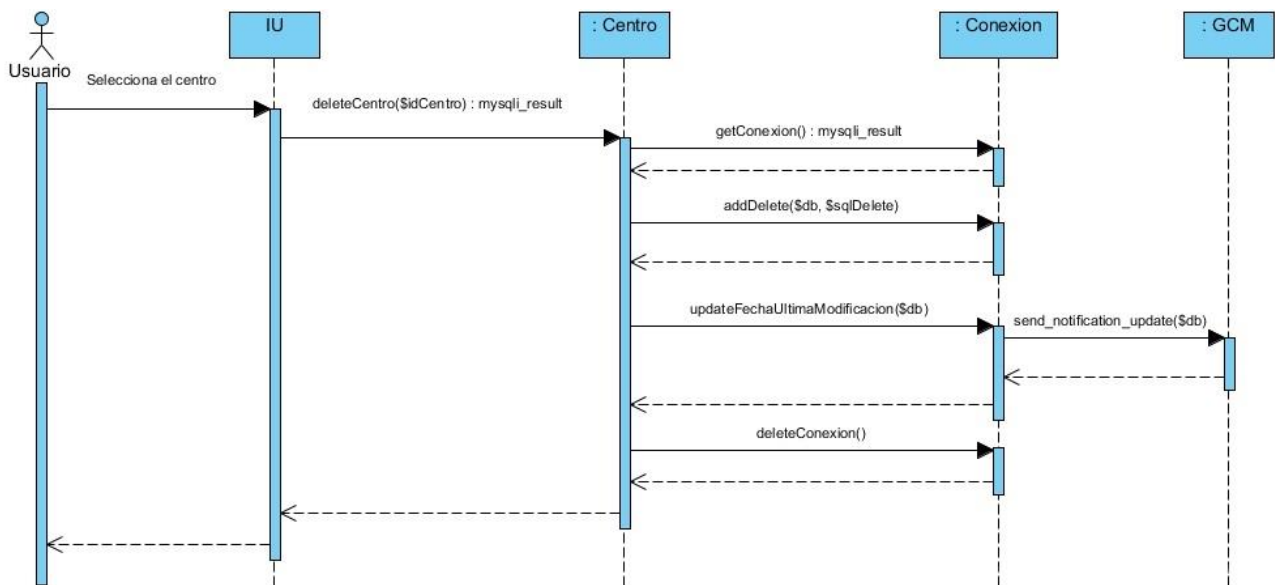 IU
: Centro
: Conexion
: GCM
Usuario
Selecciona el centro
deleteCentro($idCentro) : mysqli_result
getConexion() : mysqli_result
addDelete($db, $sqlDelete)
updateFechaUltimaModificacion($db)
send_notification_update($db)
deleteConexion()